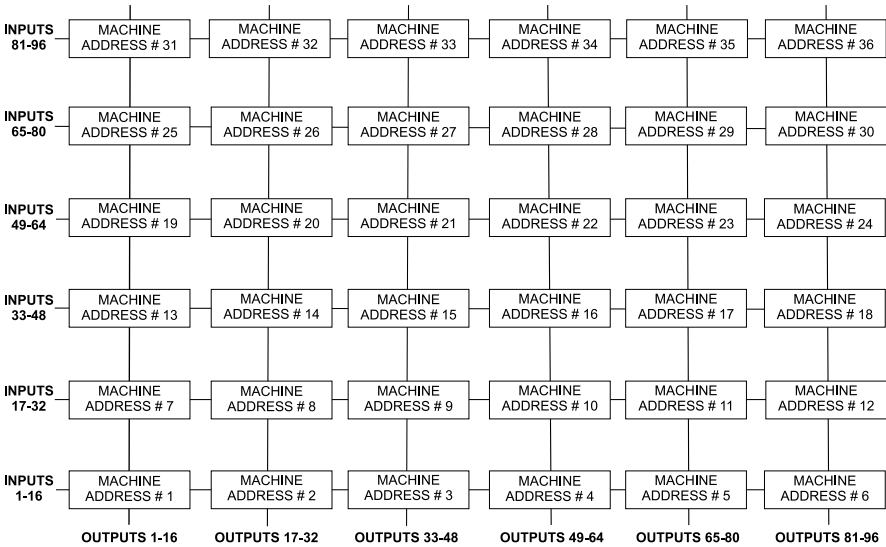 INPUTS
81-96
MACHINE
ADDRESS # 31
MACHINE
ADDRESS # 32
MACHINE
ADDRESS # 33
MACHINE
ADDRESS # 34
MACHINE
ADDRESS # 35
MACHINE
ADDRESS # 36
INPUTS
65-80
MACHINE
ADDRESS # 25
MACHINE
ADDRESS # 26
MACHINE
ADDRESS # 27
MACHINE
ADDRESS # 28
MACHINE
ADDRESS # 29
MACHINE
ADDRESS # 30
INPUTS
49-64
MACHINE
ADDRESS # 19
MACHINE
ADDRESS # 20
MACHINE
ADDRESS # 21
MACHINE
ADDRESS # 22
MACHINE
ADDRESS # 23
MACHINE
ADDRESS # 24
INPUTS
33-48
MACHINE
ADDRESS # 13
MACHINE
ADDRESS # 14
MACHINE
ADDRESS # 15
MACHINE
ADDRESS # 16
MACHINE
ADDRESS # 17
MACHINE
ADDRESS # 18
INPUTS
17-32
MACHINE
ADDRESS # 7
MACHINE
ADDRESS # 8
MACHINE
ADDRESS # 9
MACHINE
ADDRESS # 10
MACHINE
ADDRESS # 11
MACHINE
ADDRESS # 12
INPUTS
1-16
MACHINE
ADDRESS # 1
MACHINE
ADDRESS # 2
MACHINE
ADDRESS # 3
MACHINE
ADDRESS # 4
MACHINE
ADDRESS # 5
MACHINE
ADDRESS # 6
OUTPUTS 1-16
OUTPUTS 17-32
OUTPUTS 33-48
OUTPUTS 49-64
OUTPUTS 65-80
OUTPUTS 81-96